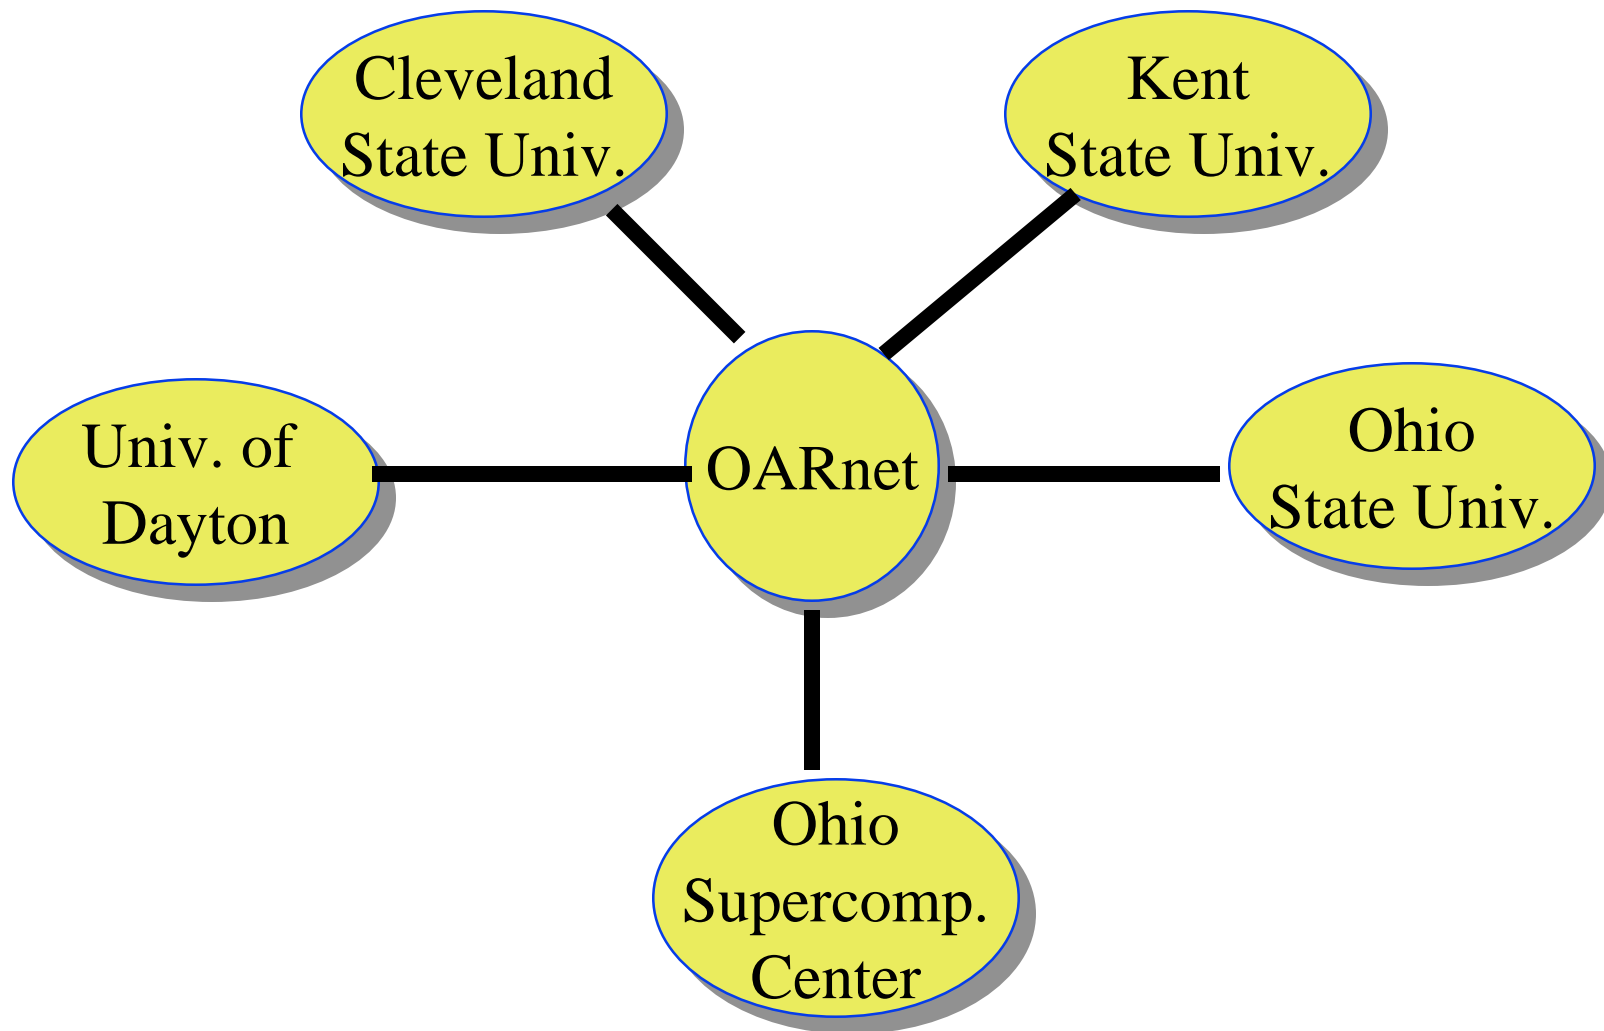 Cleveland
State Univ.
Kent
State Univ.
Univ. of
Dayton
OARnet
Ohio
State Univ.
Ohio
Supercomp.
Center